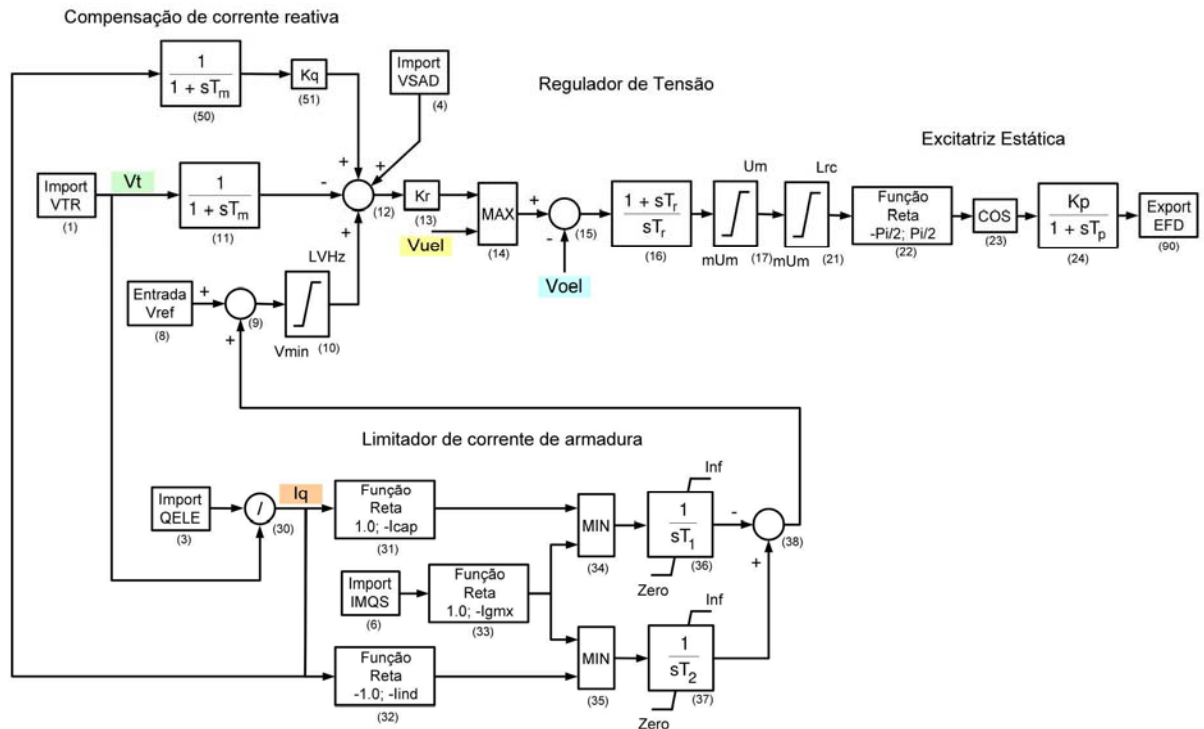 Compensação de corrente reativa
1
1 + sTm
(50)
Kq
(51)
Import
VSAD
(4)
Regulador de Tensão
Excitatriz Estática
Import
VTR
(1)
Vt
1
1 + sTm
(11)
+
+
-
+
(12)
Kr
(13)
Vuel
MAX
(14)
+
-
(15)
Voel
1 + sTr
sTr
(16)
Um
mUm
(17)
Lrc
mUm
(21)
Função
Reta
-Pi/2; Pi/2
(22)
COS
(23)
Kp
1 + sTp
(24)
Export
EFD
(90)
Entrada
Vref
(8)
+
+
(9)
LVHz
Vmin
(10)
Limitador de corrente de armadura
Import
QELE
(3)
/
(30)
Iq
Função
Reta
1.0; -Icap
(31)
MIN
(34)
Inf
1
sT1
(36)
Zero
-
+
(38)
Import
IMQS
(6)
Função
Reta
1.0; -Igmx
(33)
Função
Reta
-1.0; -Iind
(32)
MIN
(35)
Inf
1
sT2
(37)
Zero